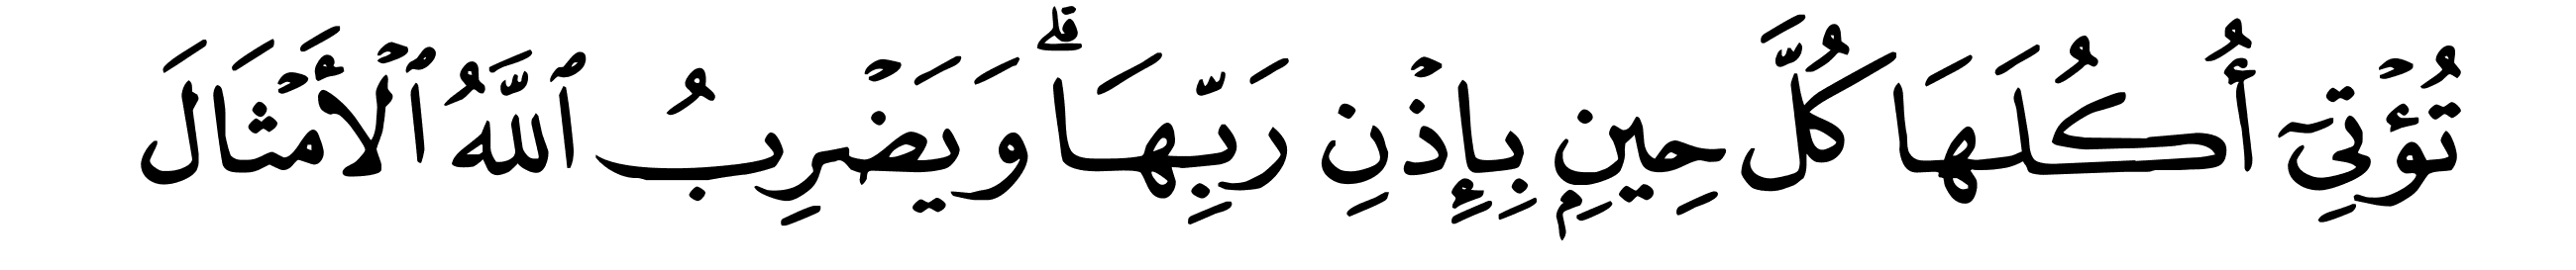 تُؤْتِىٓ أُكُلَهَا كُلَّ حِينٍۭ بِإِذْنِ رَبِّهَا ۗ وَيَضْرِبُ ٱللَّهُ ٱلْأَمْثَالَ